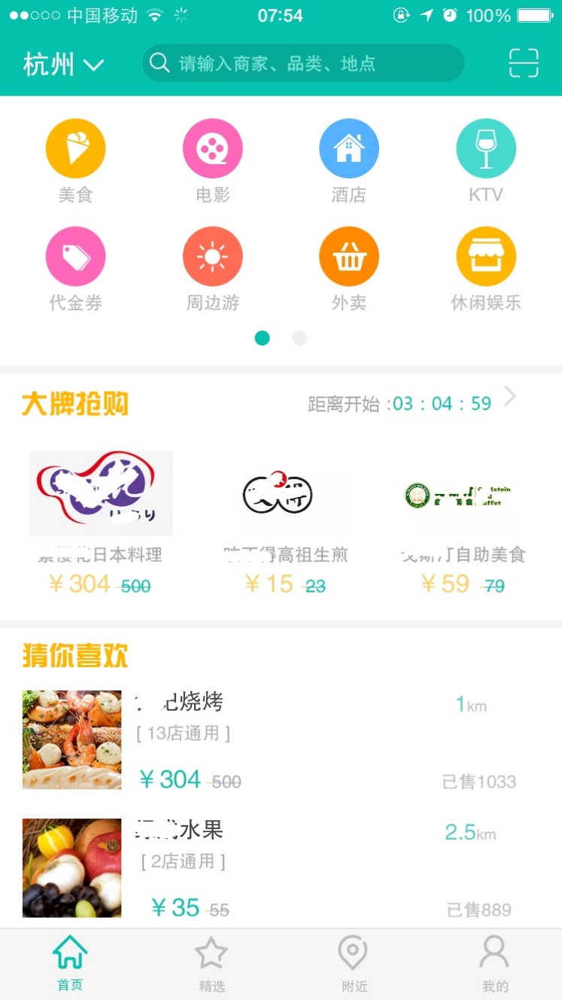 中国移动 07:54 100%
杭州 请输入商家、品类、地点
美食 电影 酒店 KTV
代金券 周边游 外卖 休闲娱乐
大牌抢购 距离开始 :03 : 04 : 59
日本料理 高祖生煎 自助美食
￥304 500 ￥15 23 ￥59 79
猜你喜欢
记烧烤 1km
[ 13店通用 ]
￥304 500 已售1033
水果 2.5km
[ 2店通用 ]
￥35 55 已售889
首页 精选 附近 我的